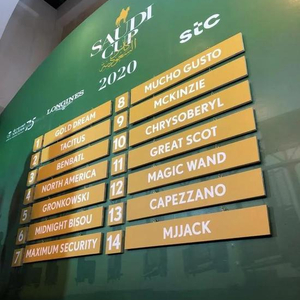 SAUDI
CUP
2020
LONGINES
stc
1 GOLD DREAM
2 TACITUS
3 BENBATL
4 NORTH AMERICA
5 GRONKOWSKI
6 MIDNIGHT BISOU
7 MAXIMUM SECURITY
8 MUCHO GUSTO
9 MCKINZIE
10 CHRYSOBERYL
11 GREAT SCOT
12 MAGIC WAND
13 CAPEZZANO
14 MJJACK